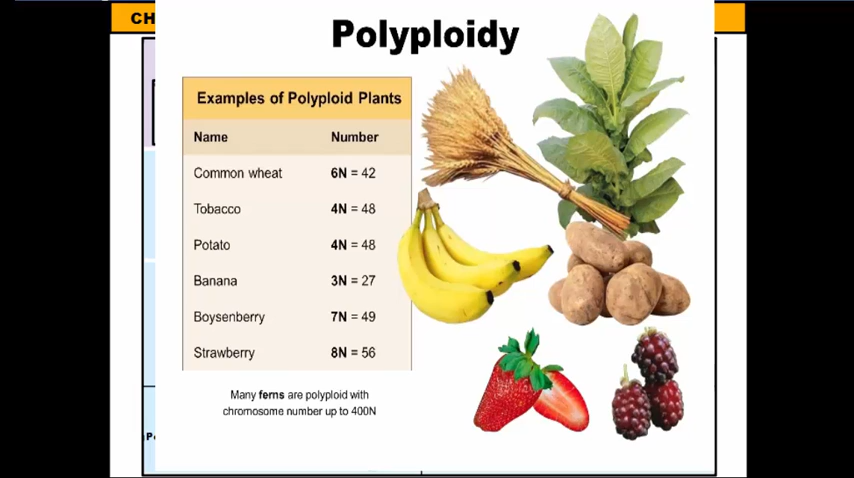 CH
Polyploidy
Examples of Polyploid Plants
Name Number
Common wheat 6N = 42
Tobacco 4N = 48
Potato 4N = 48
Banana 3N = 27
Boysenberry 7N = 49
Strawberry 8N = 56
Many ferns are polyploid with
chromosome number up to 400N